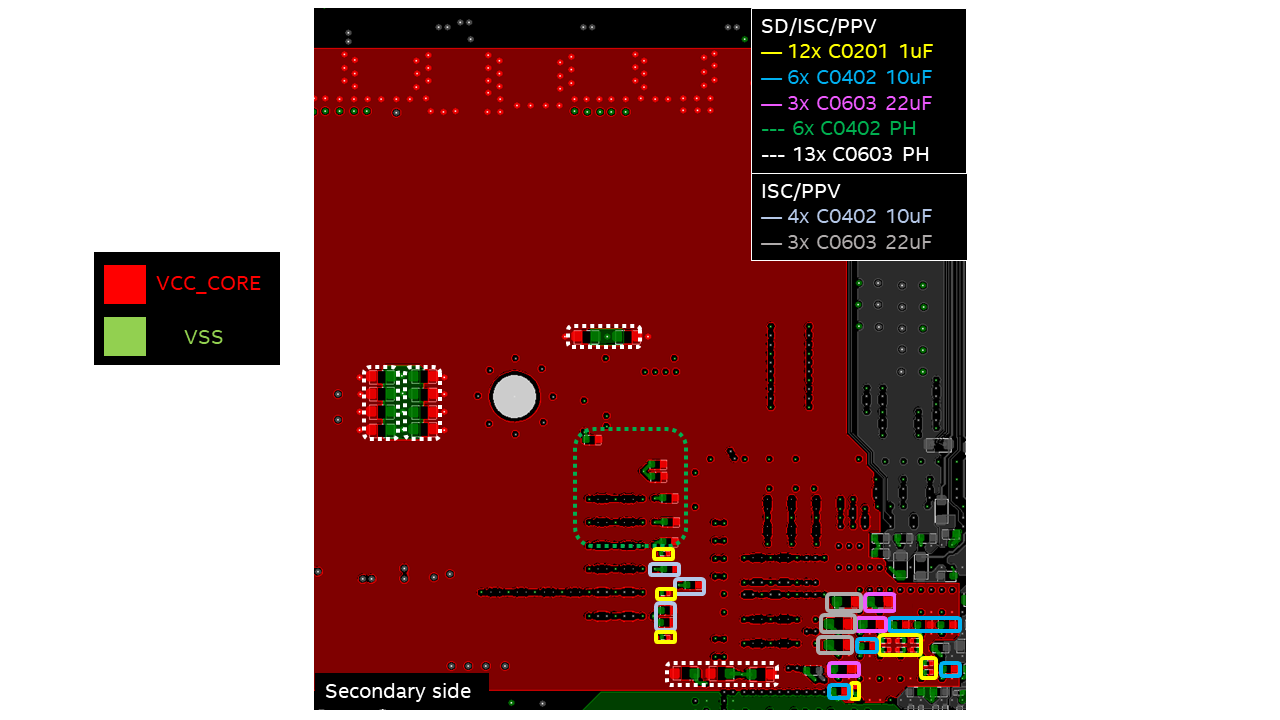 SD/ISC/PPV
— 12x C0201 1uF
— 6x C0402 10uF
— 3x C0603 22uF
--- 6x C0402 PH
--- 13x C0603 PH
ISC/PPV
— 4x C0402 10uF
— 3x C0603 22uF
VCC_CORE
VSS
Secondary side